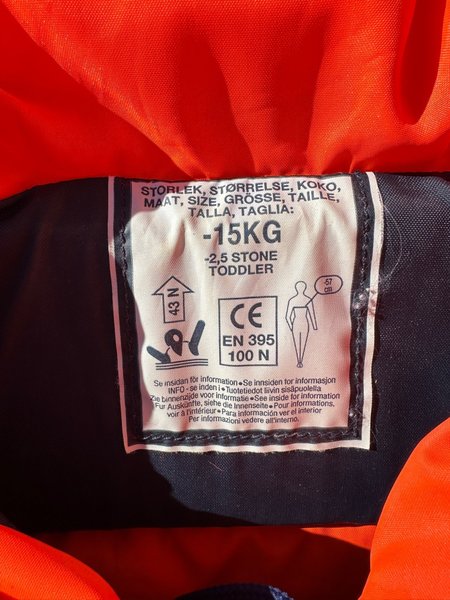 STORLEK, STØRRELSE, KOKO,
MAAT, SIZE, GRÖSSE, TAILLE,
TALLA, TAGLIA:
-15KG
-2,5 STONE
TODDLER
43 N
CE
EN 395
100 N
-57
cm
Se insidan för information●Se innsiden for informasjon
INFO - se inden i●Tuotetiedot liivin sisäpuolella
Zie binnenzijde voor informatie●See inside for information
Für Auskünfte, siehe die Innenseite●Pour informations,
voir à l'intérieur●Para información ver el interior
Per informazioni vedere all'interno.